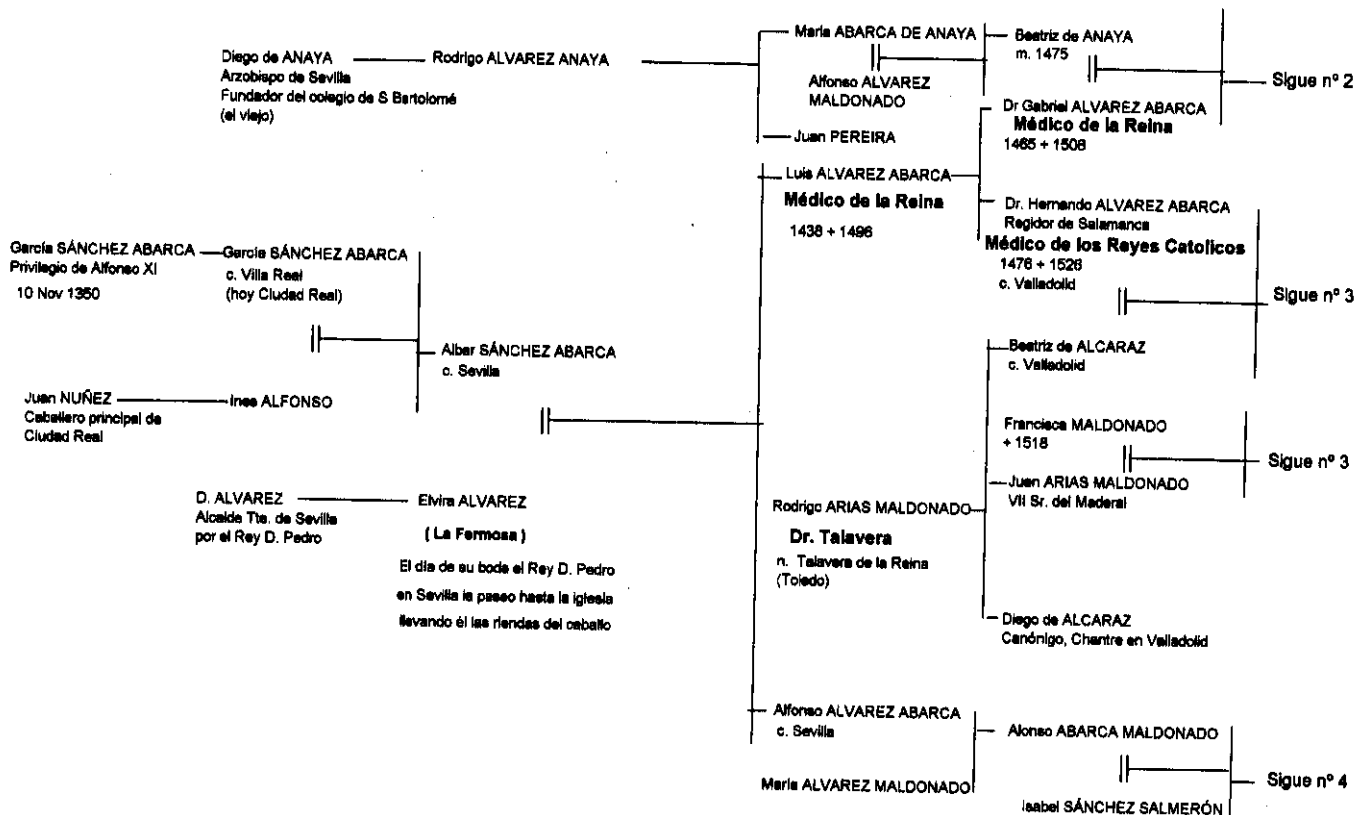 Diego de ANAYA
Arzobispo de Sevilla
Fundador del colegio de S Bartolomé
(el viejo)
Rodrigo ALVAREZ ANAYA
María ABARCA DE ANAYA
Alfonso ALVAREZ
MALDONADO
Juan PEREIRA
Beatriz de ANAYA
m. 1475
Sigue nº 2
Dr Gabriel ALVAREZ ABARCA
Médico de la Reina
1465 + 1508
Luis ALVAREZ ABARCA
Médico de la Reina
1438 + 1496
Dr. Hernando ALVAREZ ABARCA
Regidor de Salamanca
Médico de los Reyes Catolicos
1476 + 1526
c. Valladolid
Sigue nº 3
García SÁNCHEZ ABARCA
Privilegio de Alfonso XI
10 Nov 1350
García SÁNCHEZ ABARCA
c. Villa Real
(hoy Ciudad Real)
Albar SÁNCHEZ ABARCA
c. Sevilla
Juan NUÑEZ
Caballero principal de
Ciudad Real
Ines ALFONSO
Beatriz de ALCARAZ
c. Valladolid
Francisca MALDONADO
+ 1518
Sigue nº 3
Juan ARIAS MALDONADO
VII Sr. del Maderal
D. ALVAREZ
Alcalde Tte. de Sevilla
por el Rey D. Pedro
Elvira ALVAREZ
( La Fermosa )
El día de su boda el Rey D. Pedro
en Sevilla la paseo hasta la iglesia
llevando él las riendas del caballo
Rodrigo ARIAS MALDONADO
Dr. Talavera
n. Talavera de la Reina
(Toledo)
Diego de ALCARAZ
Canónigo, Chantre en Valladolid
Alfonso ALVAREZ ABARCA
c. Sevilla
María ALVAREZ MALDONADO
Alonso ABARCA MALDONADO
Sigue nº 4
Isabel SÁNCHEZ SALMERÓN